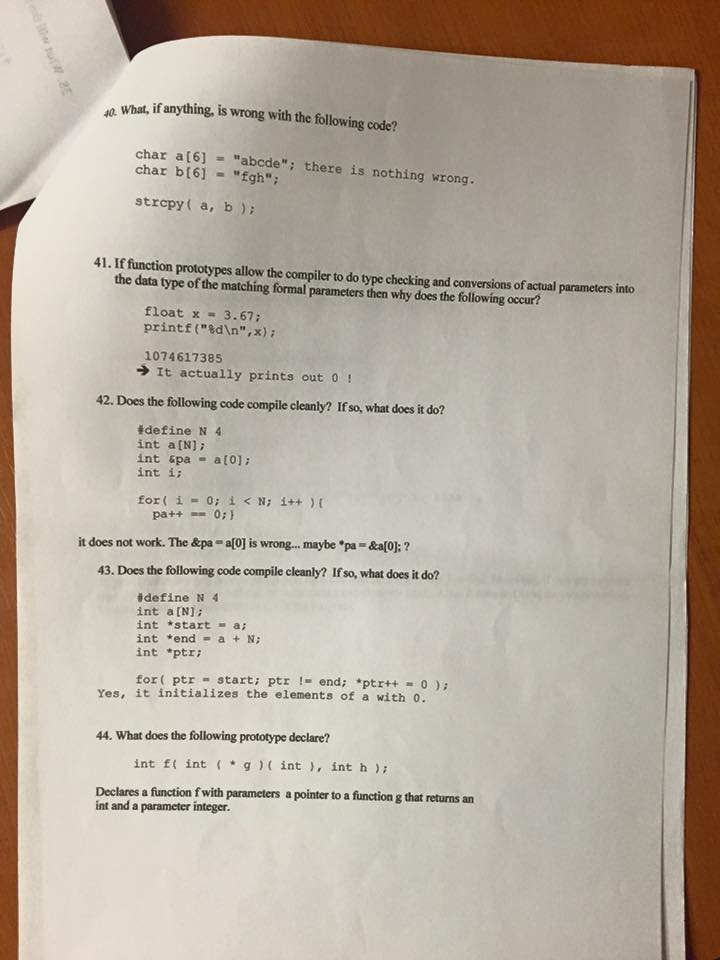 40. What, if anything, is wrong with the following code?
char a[6] = "abcde"; there is nothing wrong.
char b[6] = "fgh";
strcpy( a, b );
41. If function prototypes allow the compiler to do type checking and conversions of actual parameters into
the data type of the matching formal parameters then why does the following occur?
float x = 3.67;
printf("%d\n",x);
1074617385
➔ It actually prints out 0 !
42. Does the following code compile cleanly? If so, what does it do?
#define N 4
int a[N];
int &pa = a[0];
int i;
for( i = 0; i < N; i++ ){
pa++ == 0;}
it does not work. The &pa = a[0] is wrong... maybe *pa = &a[0]; ?
43. Does the following code compile cleanly? If so, what does it do?
#define N 4
int a[N];
int *start = a;
int *end = a + N;
int *ptr;
for( ptr = start; ptr != end; *ptr++ = 0 );
Yes, it initializes the elements of a with 0.
44. What does the following prototype declare?
int f( int ( * g )( int ), int h );
Declares a function f with parameters a pointer to a function g that returns an
int and a parameter integer.